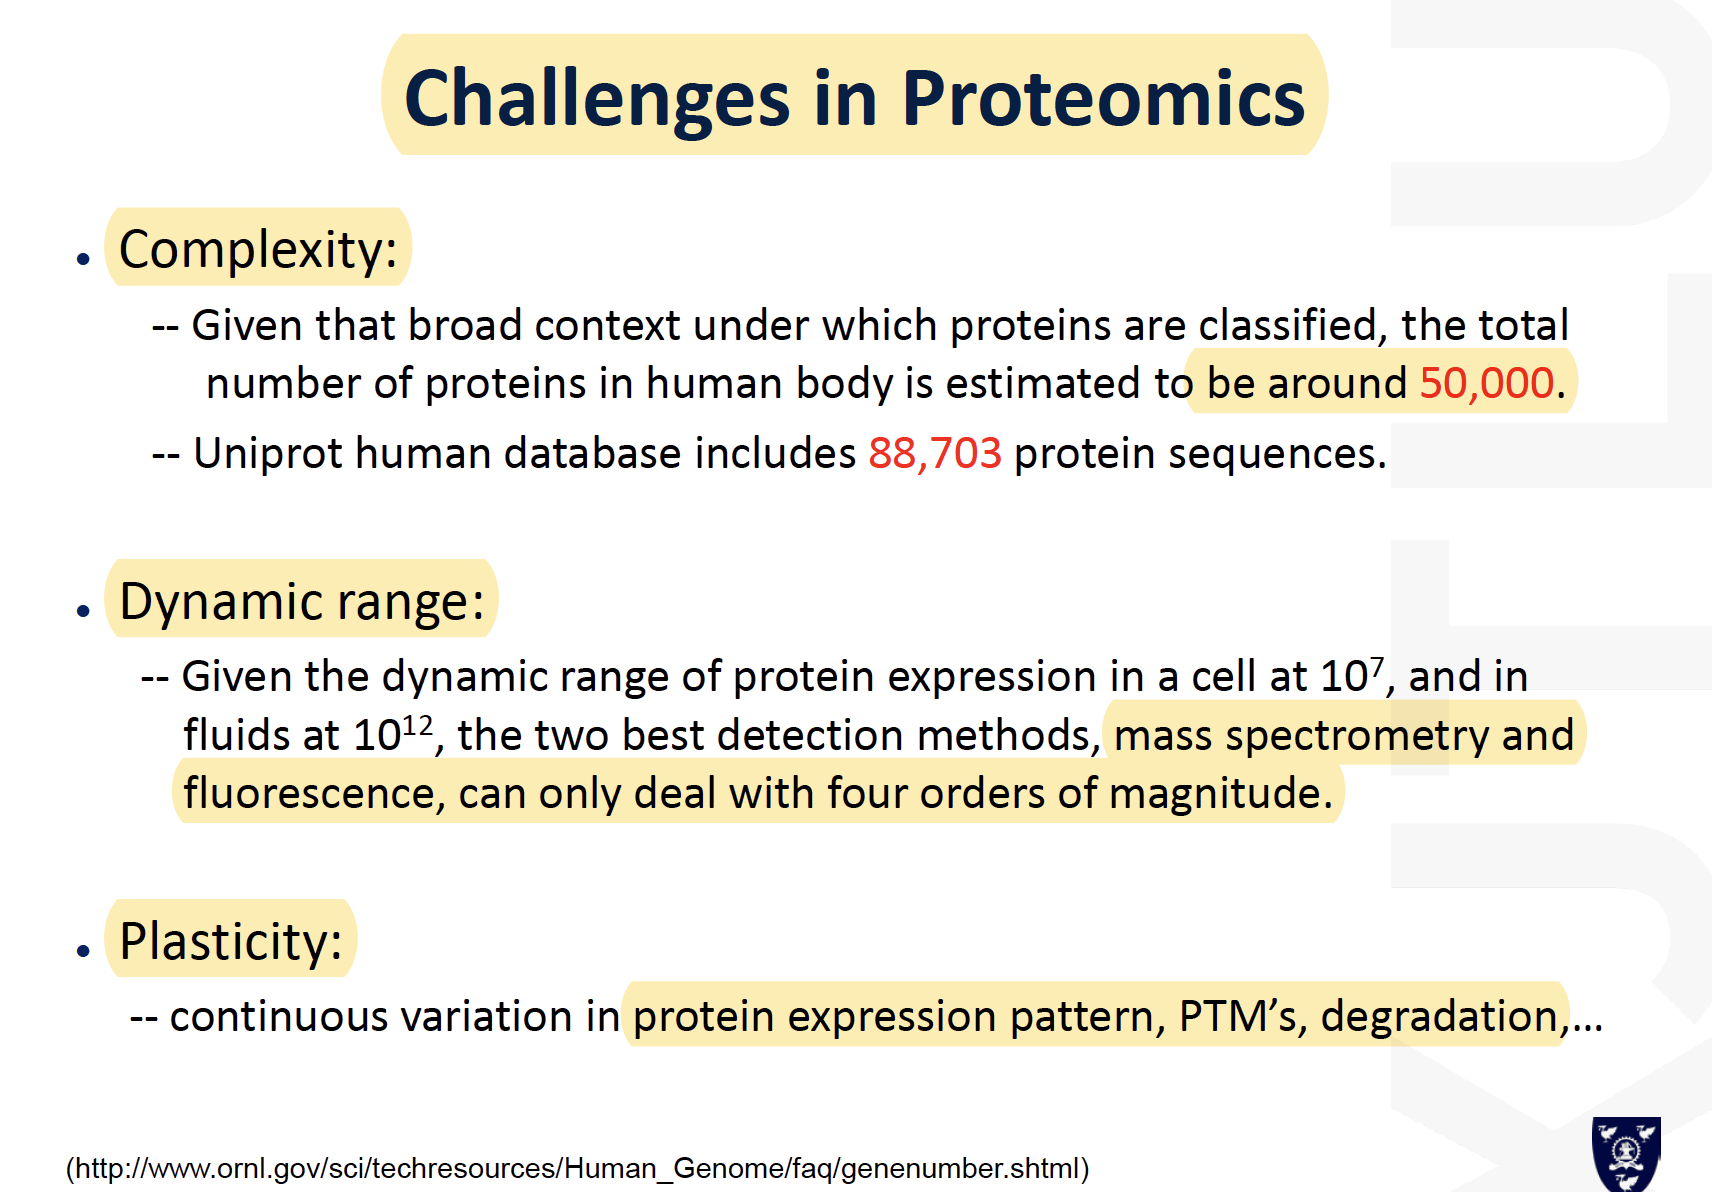 Challenges in Proteomics
• Complexity:
-- Given that broad context under which proteins are classified, the total
number of proteins in human body is estimated to be around 50,000.
-- Uniprot human database includes 88,703 protein sequences.
• Dynamic range:
-- Given the dynamic range of protein expression in a cell at 10⁷, and in
fluids at 10¹², the two best detection methods, mass spectrometry and
fluorescence, can only deal with four orders of magnitude.
• Plasticity:
-- continuous variation in protein expression pattern, PTM’s, degradation,...
(http://www.ornl.gov/sci/techresources/Human_Genome/faq/genenumber.shtml)